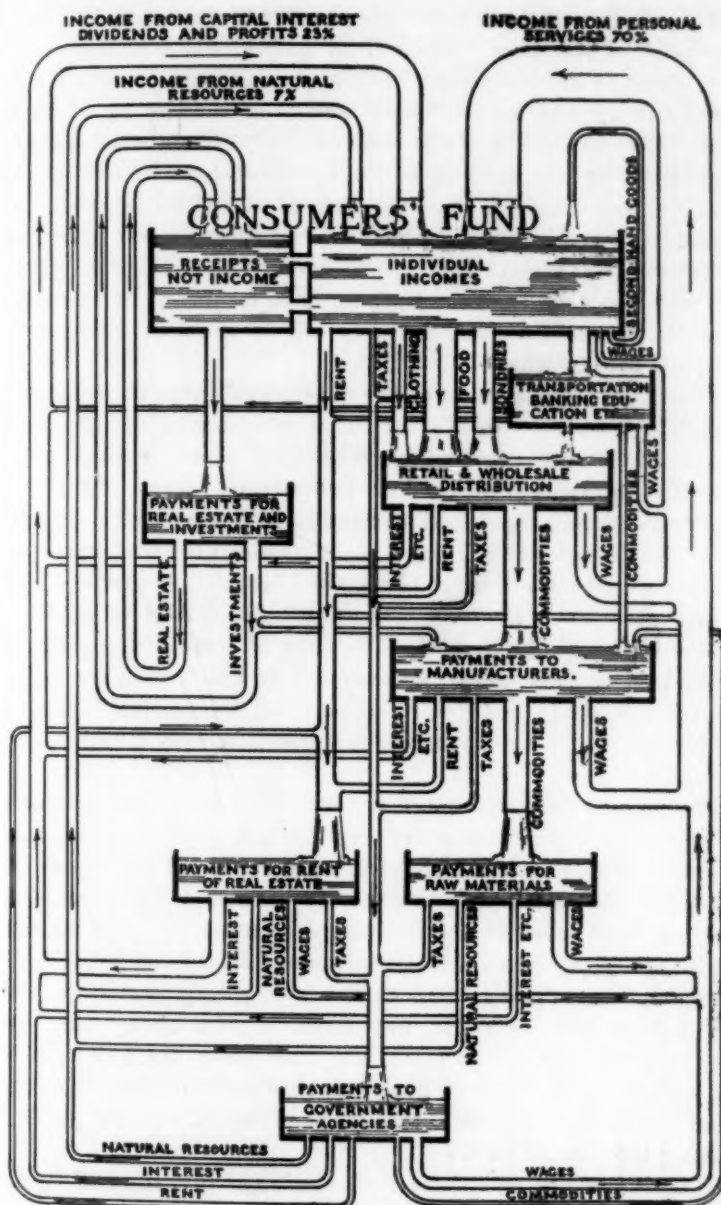 INCOME FROM CAPITAL INTEREST
DIVIDENDS AND PROFITS 23%
INCOME FROM PERSONAL
SERVICES 70%
INCOME FROM NATURAL
RESOURCES 7%
SECOND HAND GOODS
CONSUMERS' FUND
RECEIPTS
NOT INCOME
INDIVIDUAL
INCOMES
RENT
TAXES
CLOTHING
FOOD
SUNDRIES
WAGES
TRANSPORTATION
BANKING EDU-
CATION ETC
RETAIL & WHOLESALE
DISTRIBUTION
COMMODITIES
WAGES
PAYMENTS FOR
REAL ESTATE AND
INVESTMENTS
INTEREST
ETC.
RENT
TAXES
COMMODITIES
WAGES
REAL ESTATE
INVESTMENTS
PAYMENTS TO
MANUFACTURERS.
INTEREST
ETC.
RENT
TAXES
COMMODITIES
WAGES
PAYMENTS FOR RENT
OF REAL ESTATE
PAYMENTS FOR
RAW MATERIALS
INTEREST
NATURAL
RESOURCES
WAGES
TAXES
TAXES
NATURAL RESOURCES
INTEREST ETC,
WAGES
PAYMENTS TO
GOVERNMENT
AGENCIES
NATURAL RESOURCES
INTEREST
RENT
WAGES
COMMODITIES